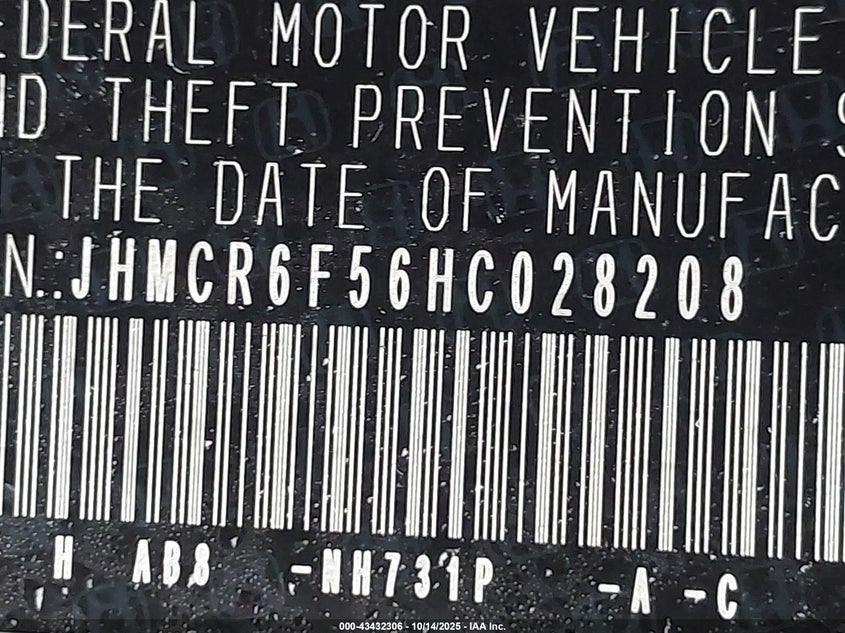 EDERAL MOTOR VEHICLE
ND THEFT PREVENTION S
THE DATE OF MANUFAC
N.:JHMCR6F56HC028208
H AB8 -NH731P -A -C
000-43432306 - 10/14/2025 - IAA Inc.